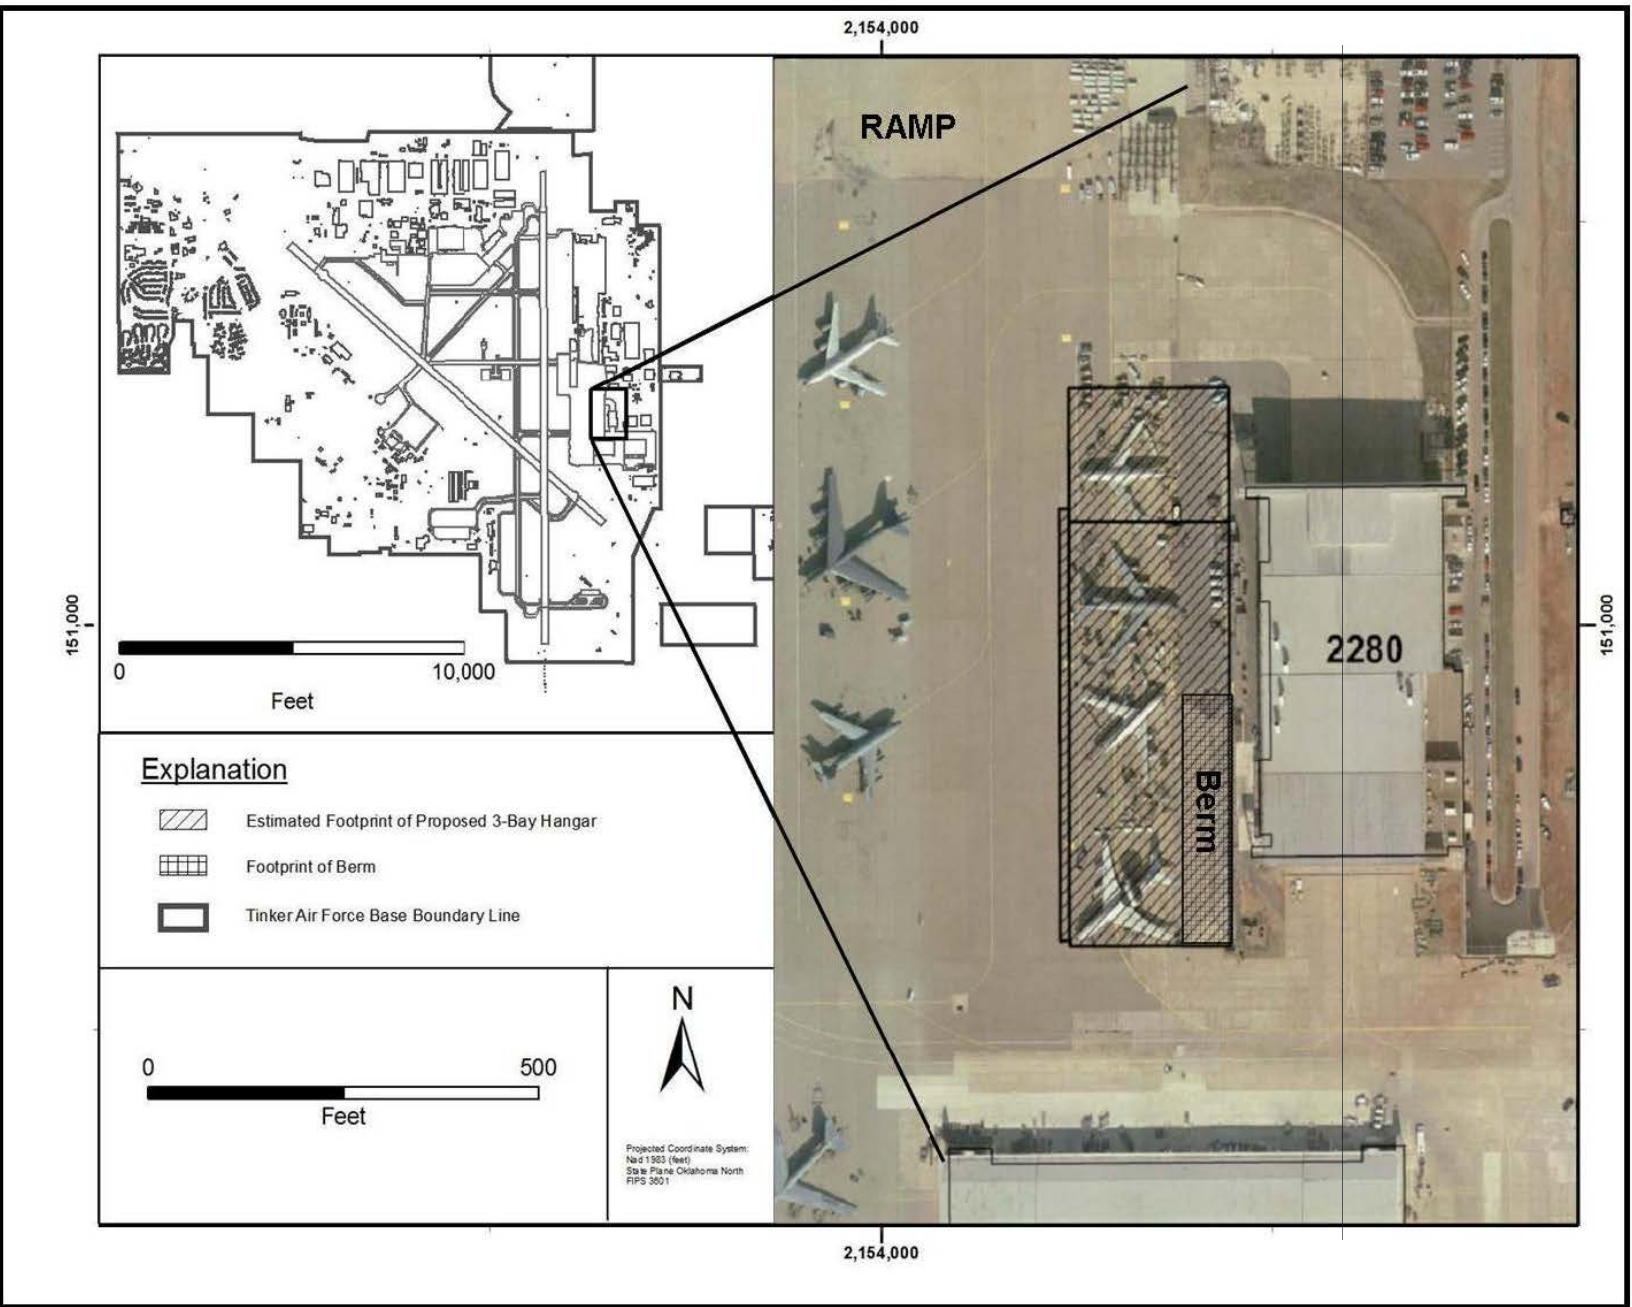 2,154,000
RAMP
151,000
151,000
0
10,000
Feet
2280
Explanation
Estimated Footprint of Proposed 3-Bay Hangar
Footprint of Berm
Tinker Air Force Base Boundary Line
Berm
N
0
500
Feet
Projected Coordinate System:
Nad 1983 (feet)
State Plane Oklahoma North
FIPS 3501
2,154,000